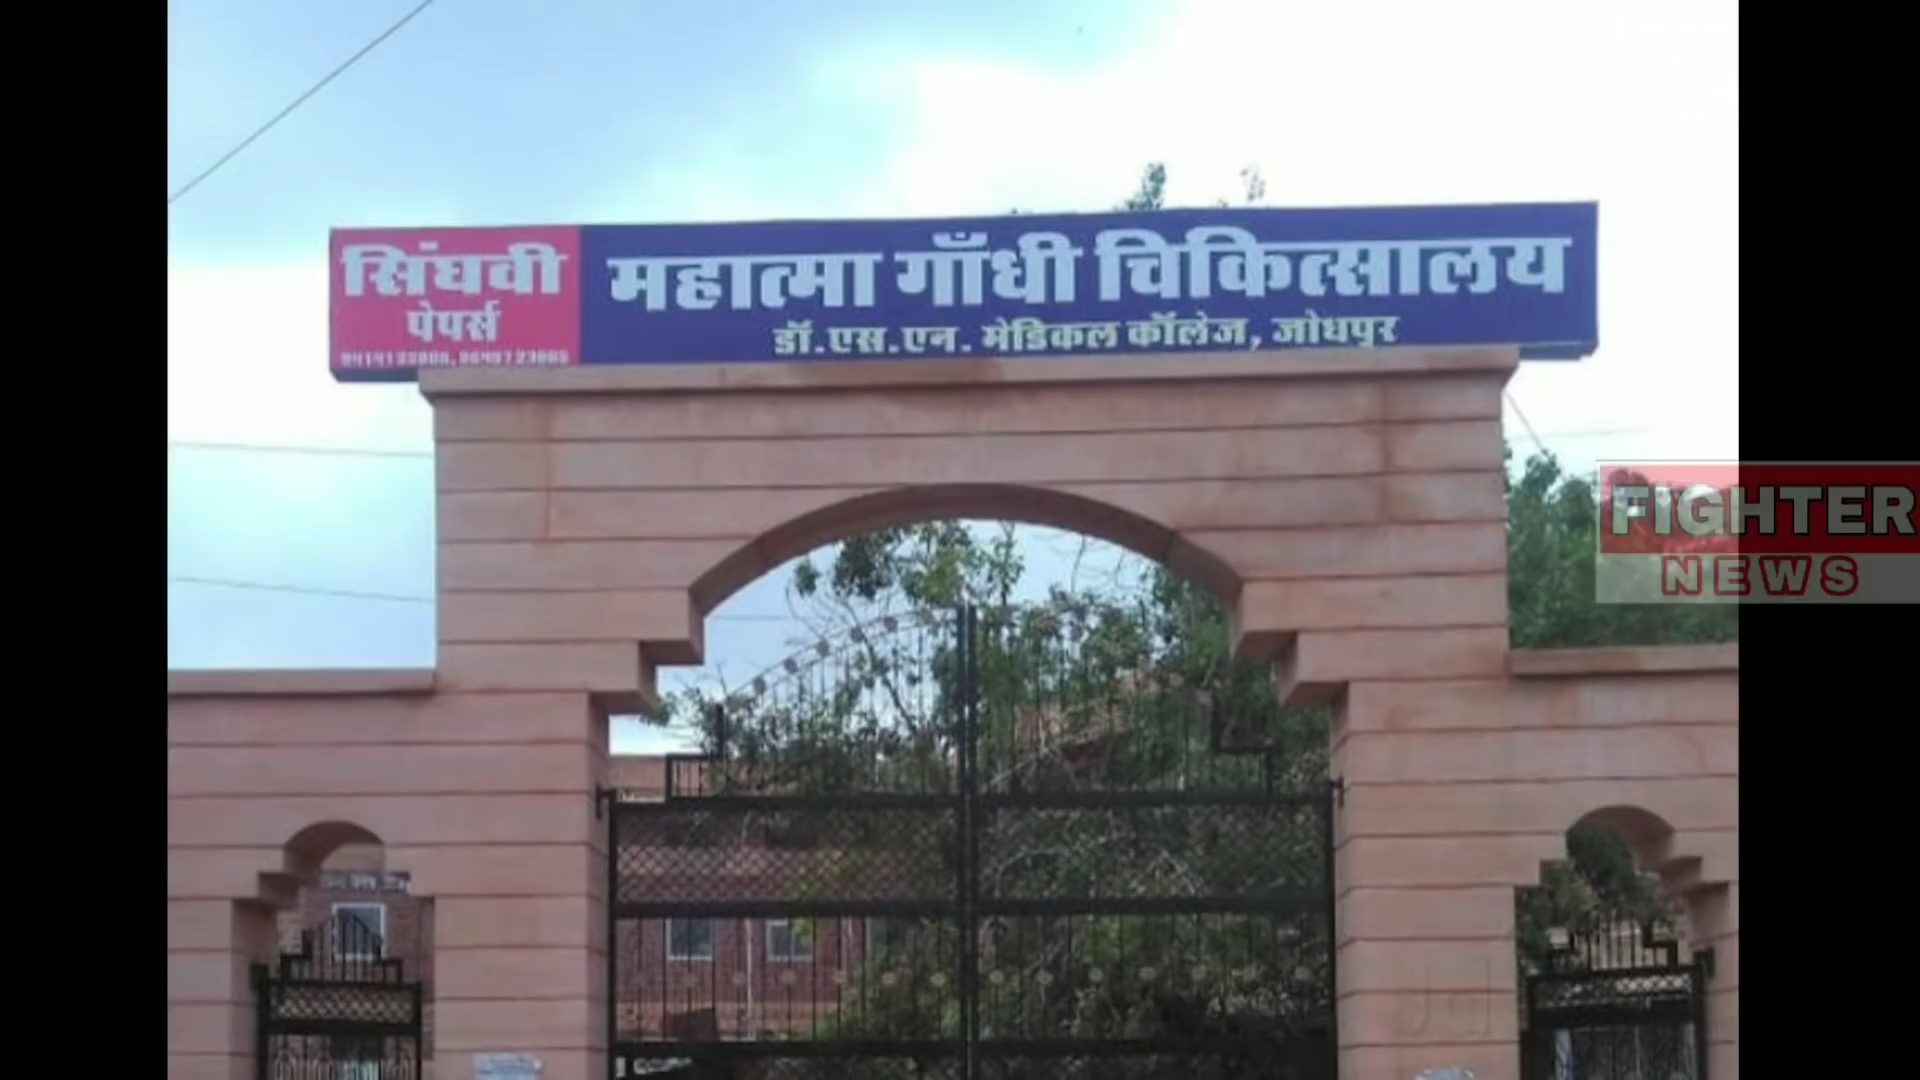 सिंघवी
पेपर्स
महात्मा गाँधी चिकित्सालय
डॉ.एस.एन. मेडिकल कॉलेज, जोधपुर
FIGHTER
NEWS